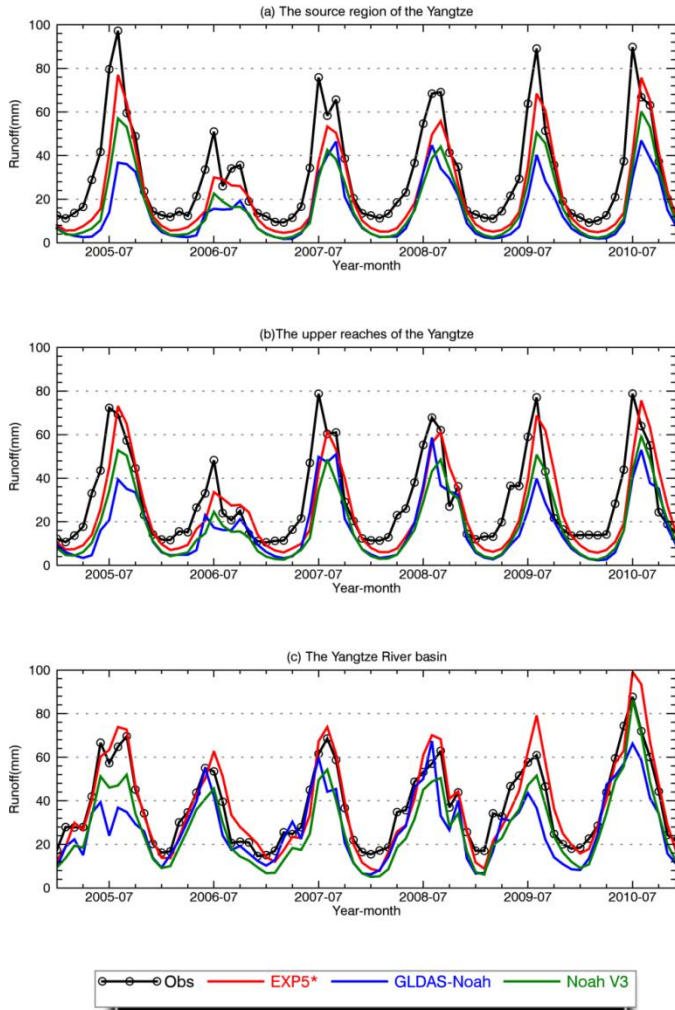 (a) The source region of the Yangtze
100
80
60
40
20
0
Runoff(mm)
2005-07 2006-07 2007-07 2008-07 2009-07 2010-07
Year-month
(b)The upper reaches of the Yangtze
100
80
60
40
20
0
Runoff(mm)
2005-07 2006-07 2007-07 2008-07 2009-07 2010-07
Year-month
(c) The Yangtze River basin
100
80
60
40
20
0
Runoff(mm)
2005-07 2006-07 2007-07 2008-07 2009-07 2010-07
Year-month
Obs EXP5* GLDAS-Noah Noah V3